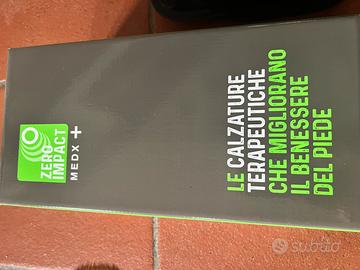 ZERO
IMPACT
MEDX +
LE CALZATURE
TERAPEUTICHE
CHE MIGLIORANO
IL BENESSERE
DEL PIEDE
subito